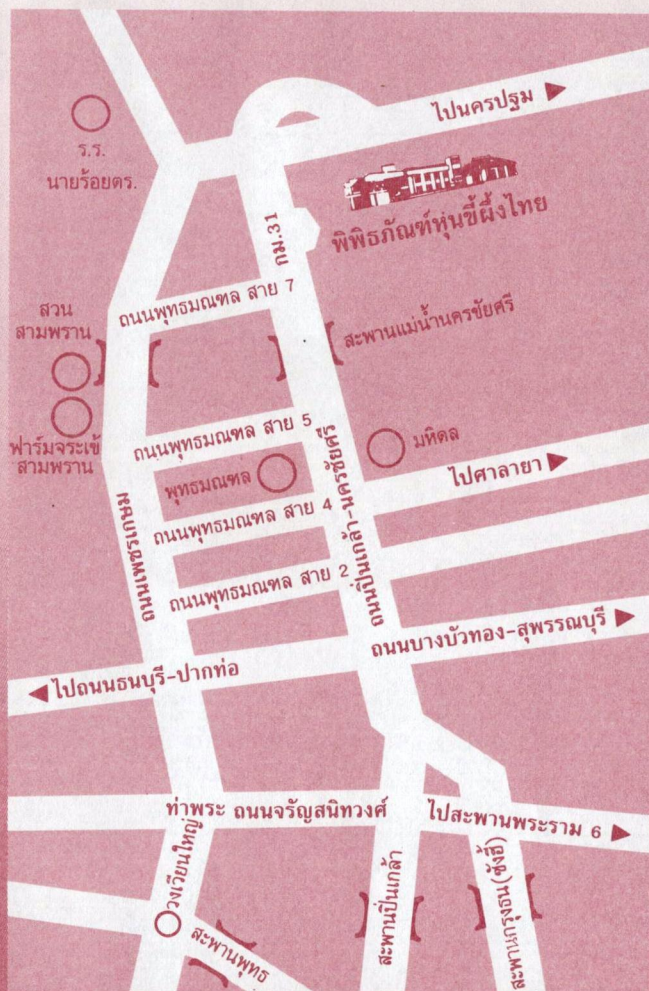 ไปนครปฐม
ร.ร.
นายร้อยตร.
พิพิธภัณฑ์หุ่นขี้ผึ้งไทย
กม.31
ถนนพุทธมณฑล สาย 7
สวน
สามพราน
สะพานแม่น้ำนครชัยศรี
ฟาร์มจระเข้
สามพราน
ถนนพุทธมณฑล สาย 5
มหิดล
พุทธมณฑล
ไปศาลายา
ถนนพุทธมณฑล สาย 4
ถนนเพชรเกษม
ถนนปิ่นเกล้า-นครชัยศรี
ถนนพุทธมณฑล สาย 2
ถนนบางบัวทอง-สุพรรณบุรี
ไปถนนธนบุรี-ปากท่อ
ท่าพระ ถนนจรัญสนิทวงศ์
ไปสะพานพระราม 6
วงเวียนใหญ่
สะพานพุทธ
สะพานปิ่นเกล้า
สะพานกรุงธน(ซังฮี้)